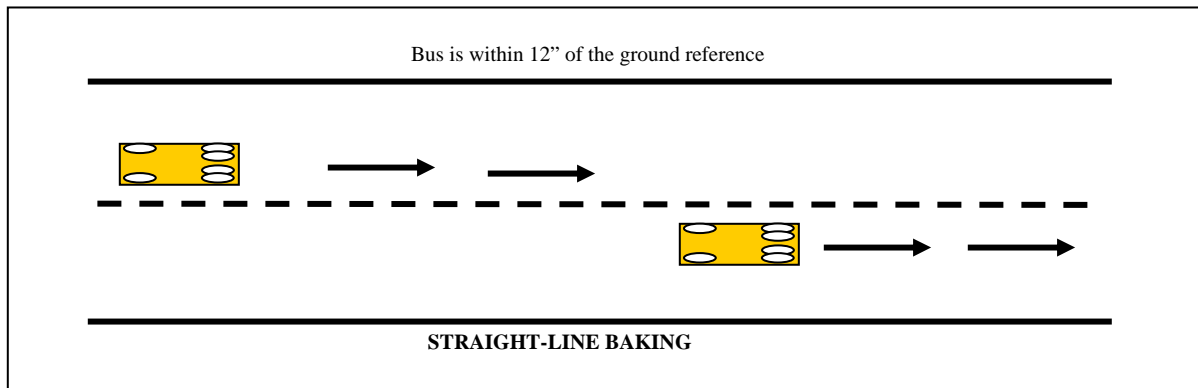 Bus is within 12” of the ground reference
STRAIGHT-LINE BAKING